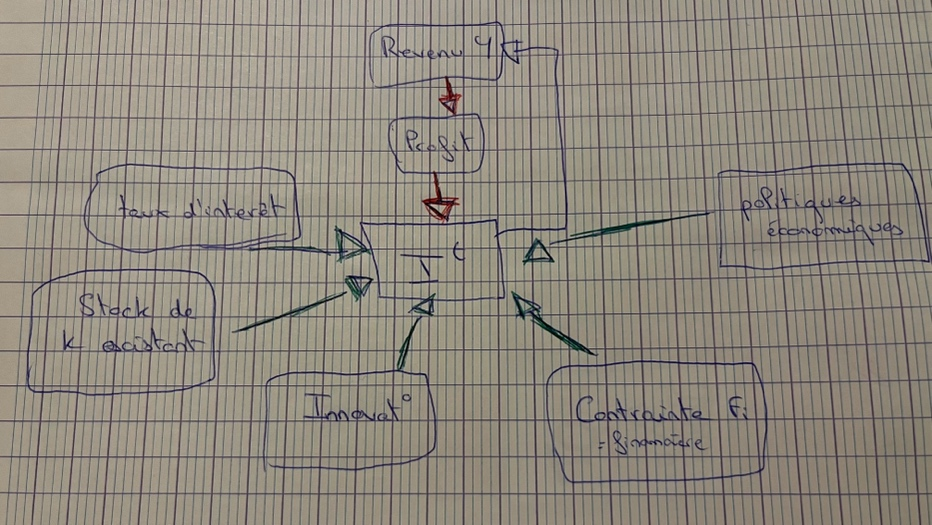 Revenu Y
Profit
taux d'intérêt
politiques
économiques
I
Stock de
K existant
Innovat°
Contrainte Fi
= financière